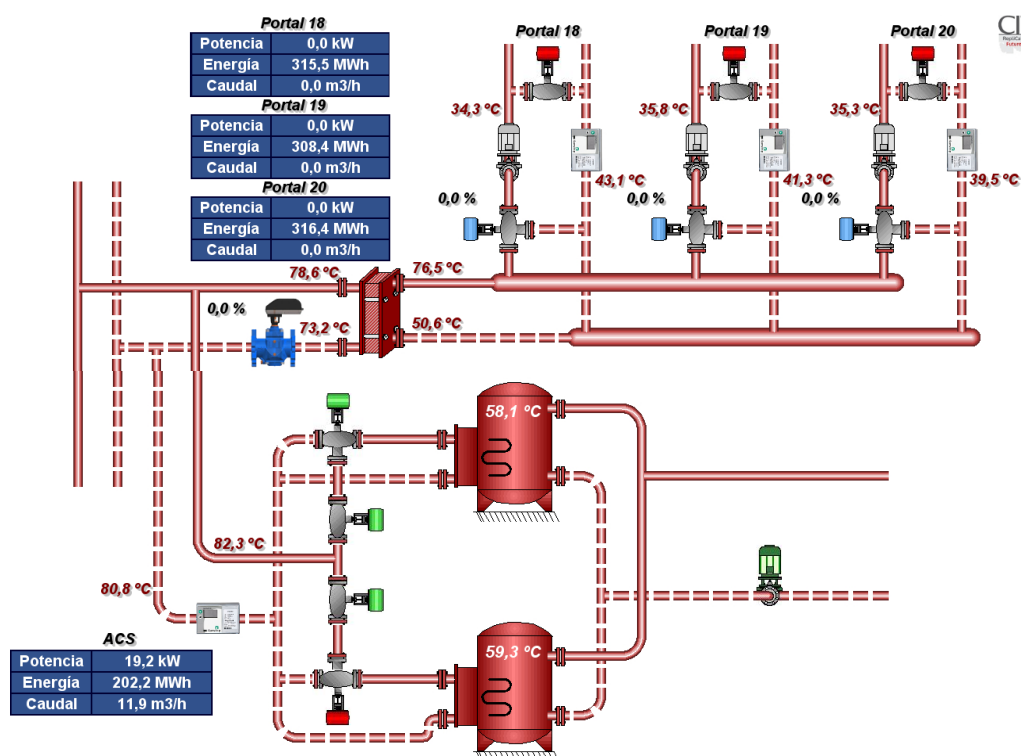 Portal 18
Potencia 0,0 kW
Energía 315,5 MWh
Caudal 0,0 m3/h
Portal 19
Potencia 0,0 kW
Energía 308,4 MWh
Caudal 0,0 m3/h
Portal 20
Potencia 0,0 kW
Energía 316,4 MWh
Caudal 0,0 m3/h
Portal 18 Portal 19 Portal 20
34,3 ºC 35,8 ºC 35,3 ºC
43,1 ºC 41,3 ºC 39,5 ºC
0,0 % 0,0 % 0,0 %
78,6 ºC 76,5 ºC
0,0 %
73,2 ºC 50,6 ºC
58,1 ºC
82,3 ºC
80,8 ºC
59,3 ºC
ACS
Potencia 19,2 kW
Energía 202,2 MWh
Caudal 11,9 m3/h